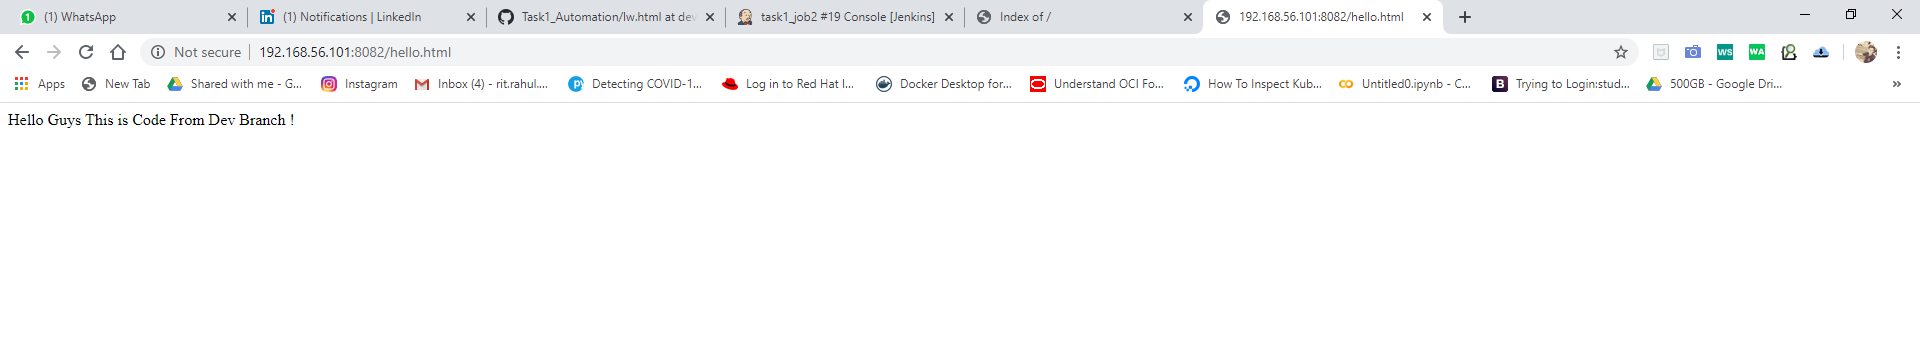 (1) WhatsApp
(1) Notifications | LinkedIn
Task1_Automation/lw.html at dev
task1_job2 #19 Console [Jenkins]
Index of /
192.168.56.101:8082/hello.html
Not secure
192.168.56.101:8082/hello.html
WS
WA
Apps
New Tab
Shared with me - G...
Instagram
Inbox (4) - rit.rahul....
Detecting COVID-1...
Log in to Red Hat I...
Docker Desktop for...
Understand OCI Fo...
How To Inspect Kub...
Untitled0.ipynb - C...
Trying to Login:stud...
500GB - Google Dri...
Hello Guys This is Code From Dev Branch !